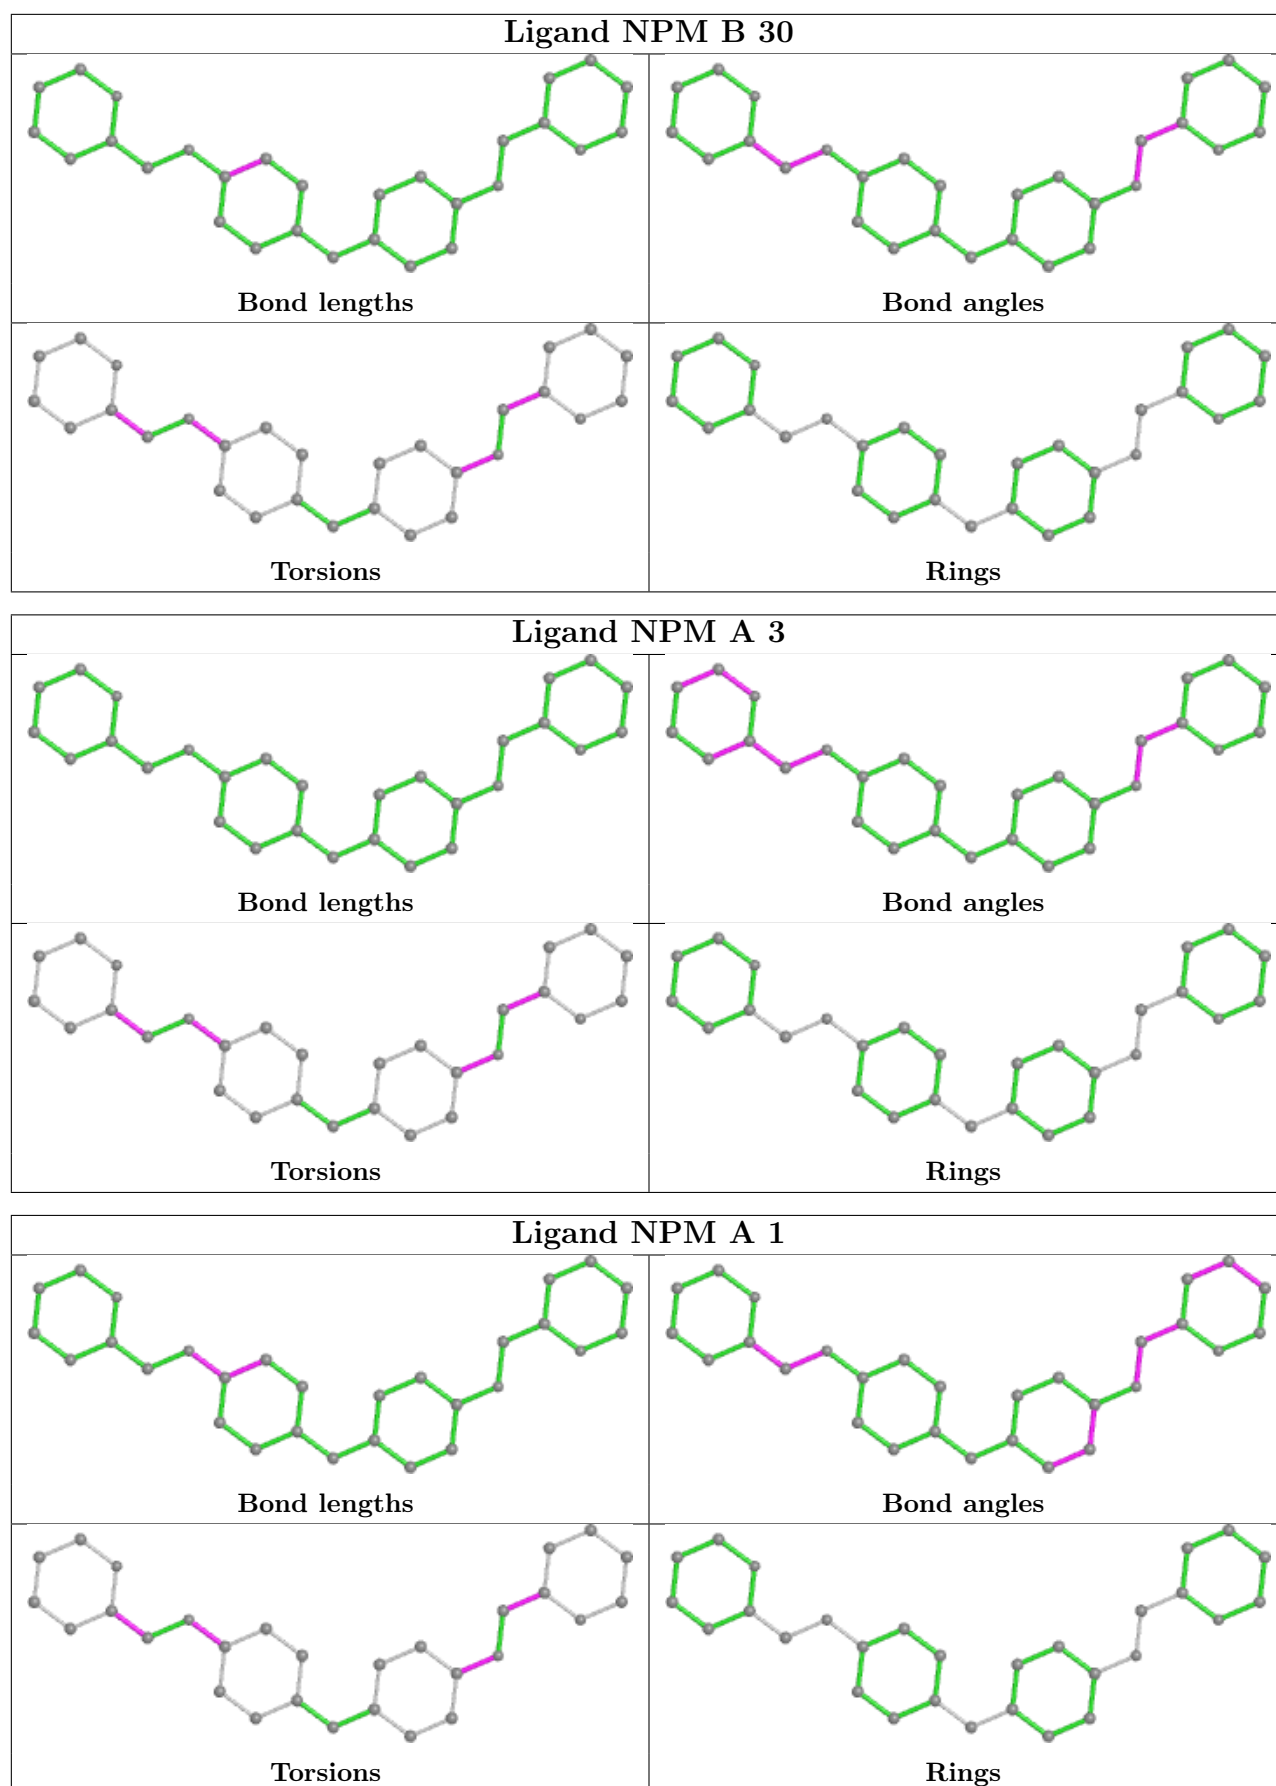 Ligand NPM B 30
Bond lengths
Bond angles
Torsions
Rings
Ligand NPM A 3
Bond lengths
Bond angles
Torsions
Rings
Ligand NPM A 1
Bond lengths
Bond angles
Torsions
Rings